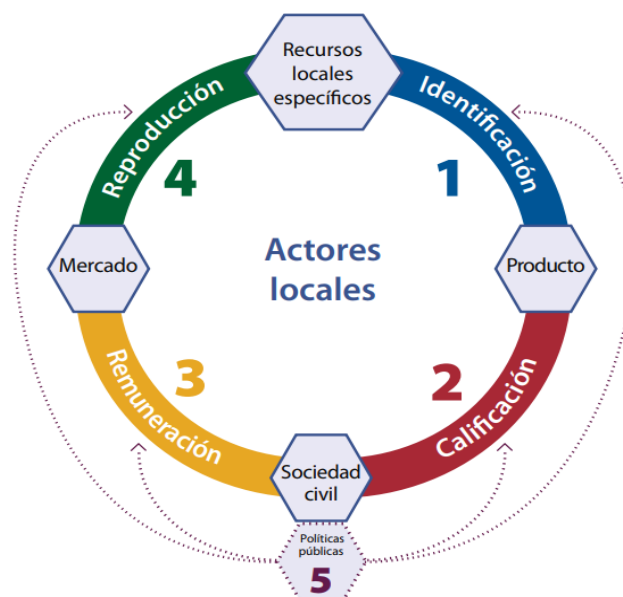 Recursos
locales
específicos
Identificación
1
Producto
Calificación
2
Sociedad
civil
Remuneración
3
Mercado
Reproducción
4
Actores
locales
Políticas
públicas
5